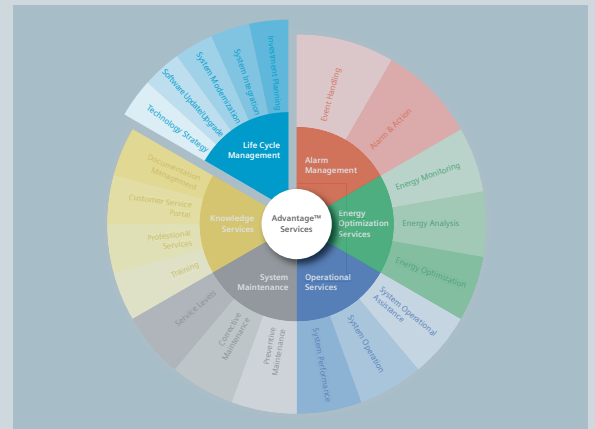 Advantage™
Services
Life Cycle
Management
Technology Strategy
Software Update/Upgrade
System Modernization
System Integration
Investment Planning
Alarm
Management
Event Handling
Alarm & Action
Energy
Optimization
Services
Energy Monitoring
Energy Analysis
Energy Optimization
Operational
Services
System Operational
Assistance
System Operation
System Performance
System
Maintenance
Preventive
Maintenance
Corrective
Maintenance
Service Levels
Knowledge
Services
Training
Professional
Services
Customer Service
Portal
Documentation
Management